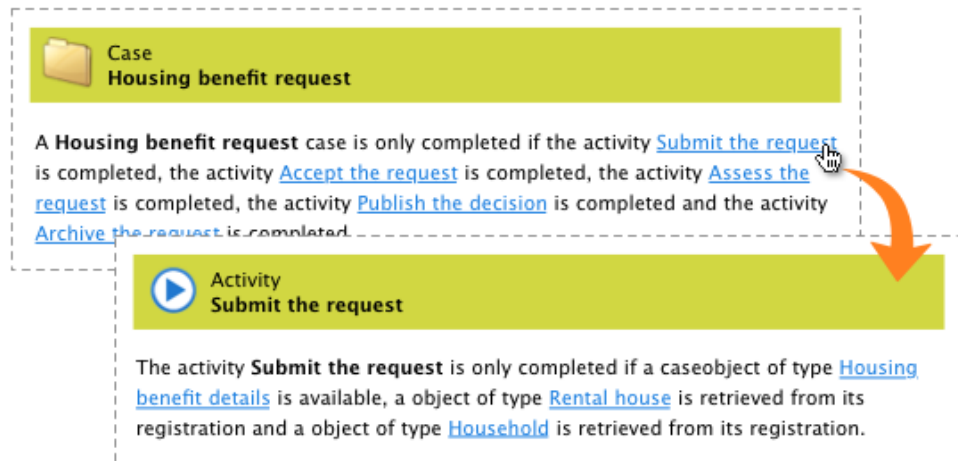 Case
Housing benefit request
A Housing benefit request case is only completed if the activity Submit the request
is completed, the activity Accept the request is completed, the activity Assess the
request is completed, the activity Publish the decision is completed and the activity
Archive the request is completed
Activity
Submit the request
The activity Submit the request is only completed if a caseobject of type Housing
benefit details is available, a object of type Rental house is retrieved from its
registration and a object of type Household is retrieved from its registration.